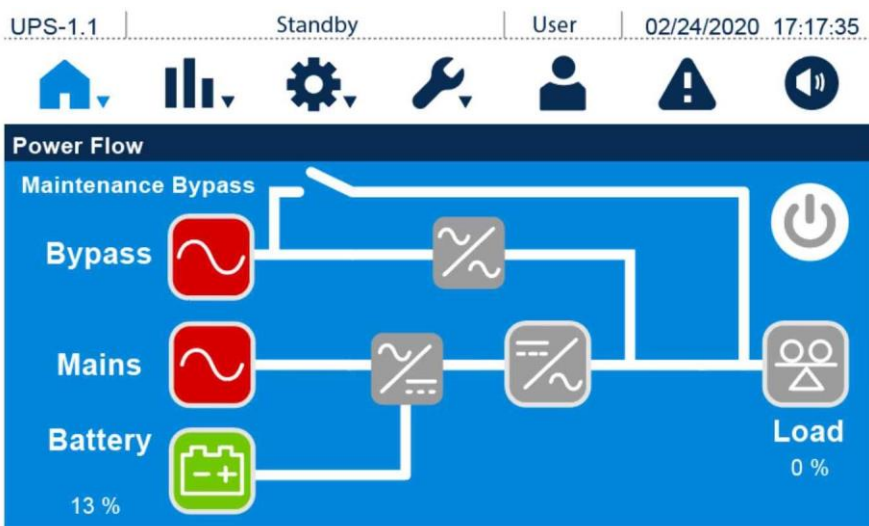 UPS-1.1 Standby User 02/24/2020 17:17:35
Power Flow
Maintenance Bypass
Bypass
Mains
Battery
13 %
Load
0 %